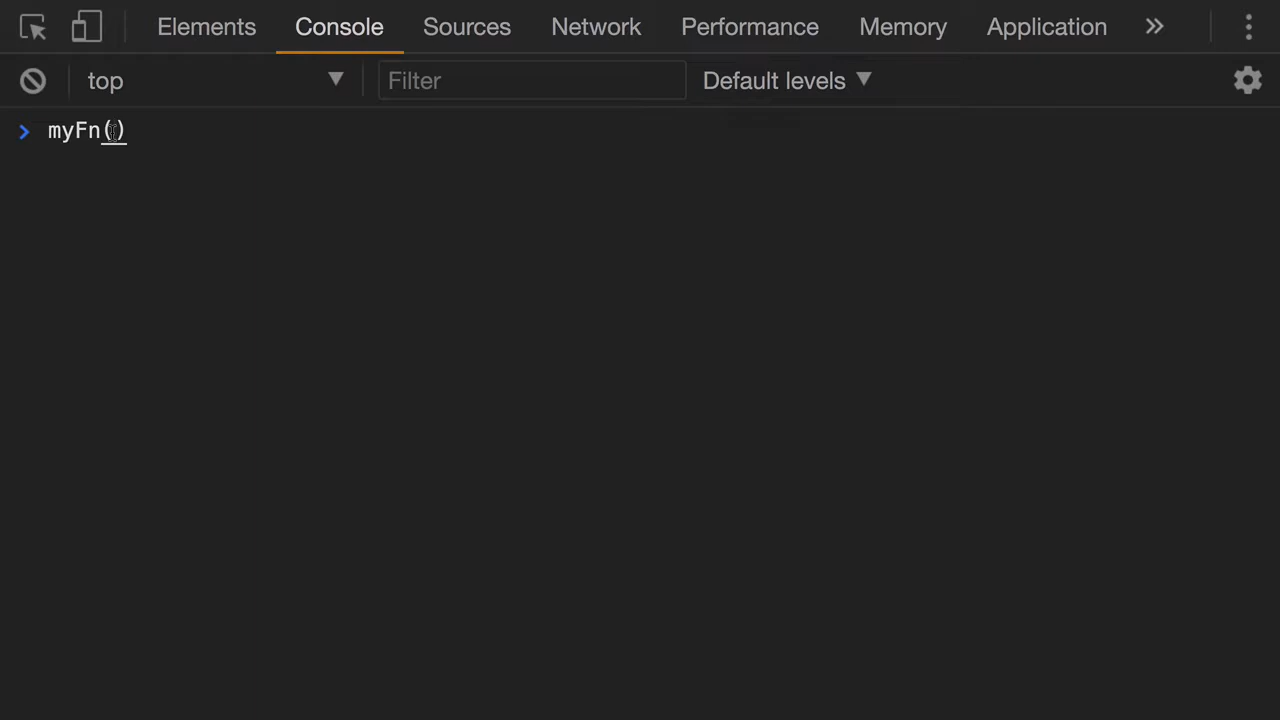 Elements Console Sources Network Performance Memory Application
top Filter Default levels
myFn()